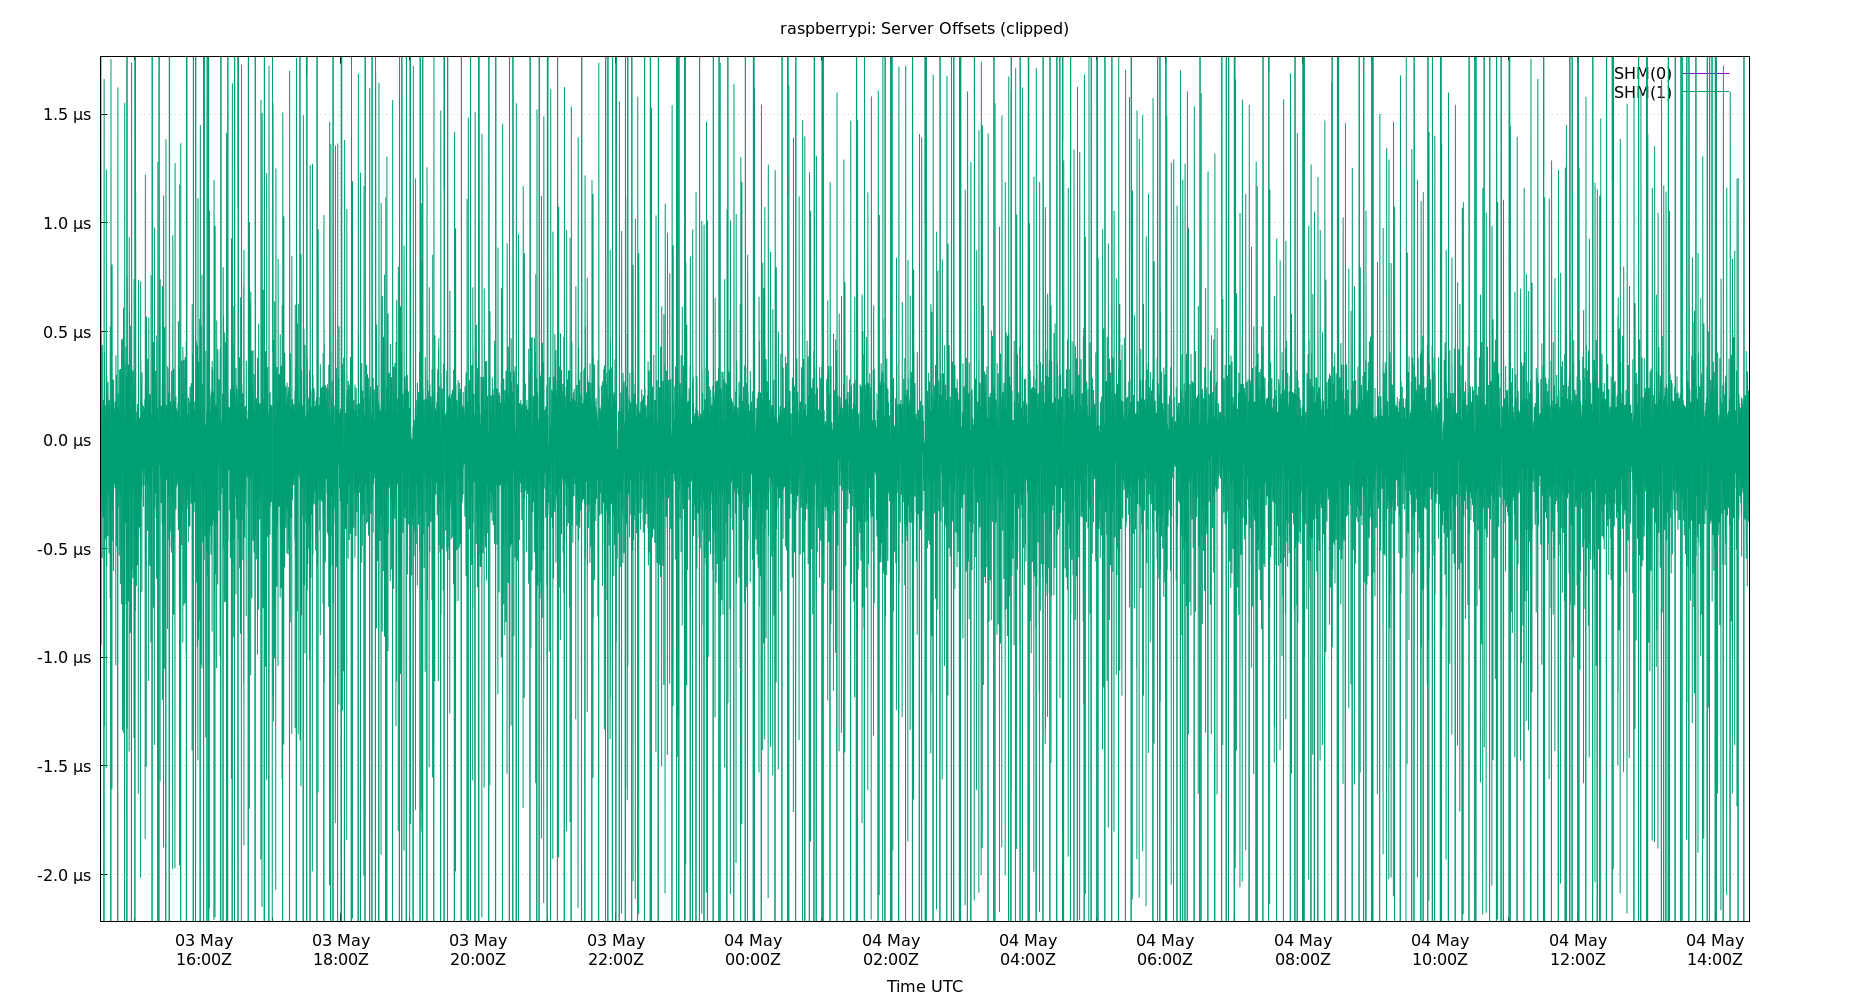 raspberrypi: Server Offsets (clipped)
SHM(0)
SHM(1)
1.5 µs
1.0 µs
0.5 µs
0.0 µs
-0.5 µs
-1.0 µs
-1.5 µs
-2.0 µs
03 May 03 May 03 May 03 May 04 May 04 May 04 May 04 May 04 May 04 May 04 May 04 May
16:00Z 18:00Z 20:00Z 22:00Z 00:00Z 02:00Z 04:00Z 06:00Z 08:00Z 10:00Z 12:00Z 14:00Z
Time UTC